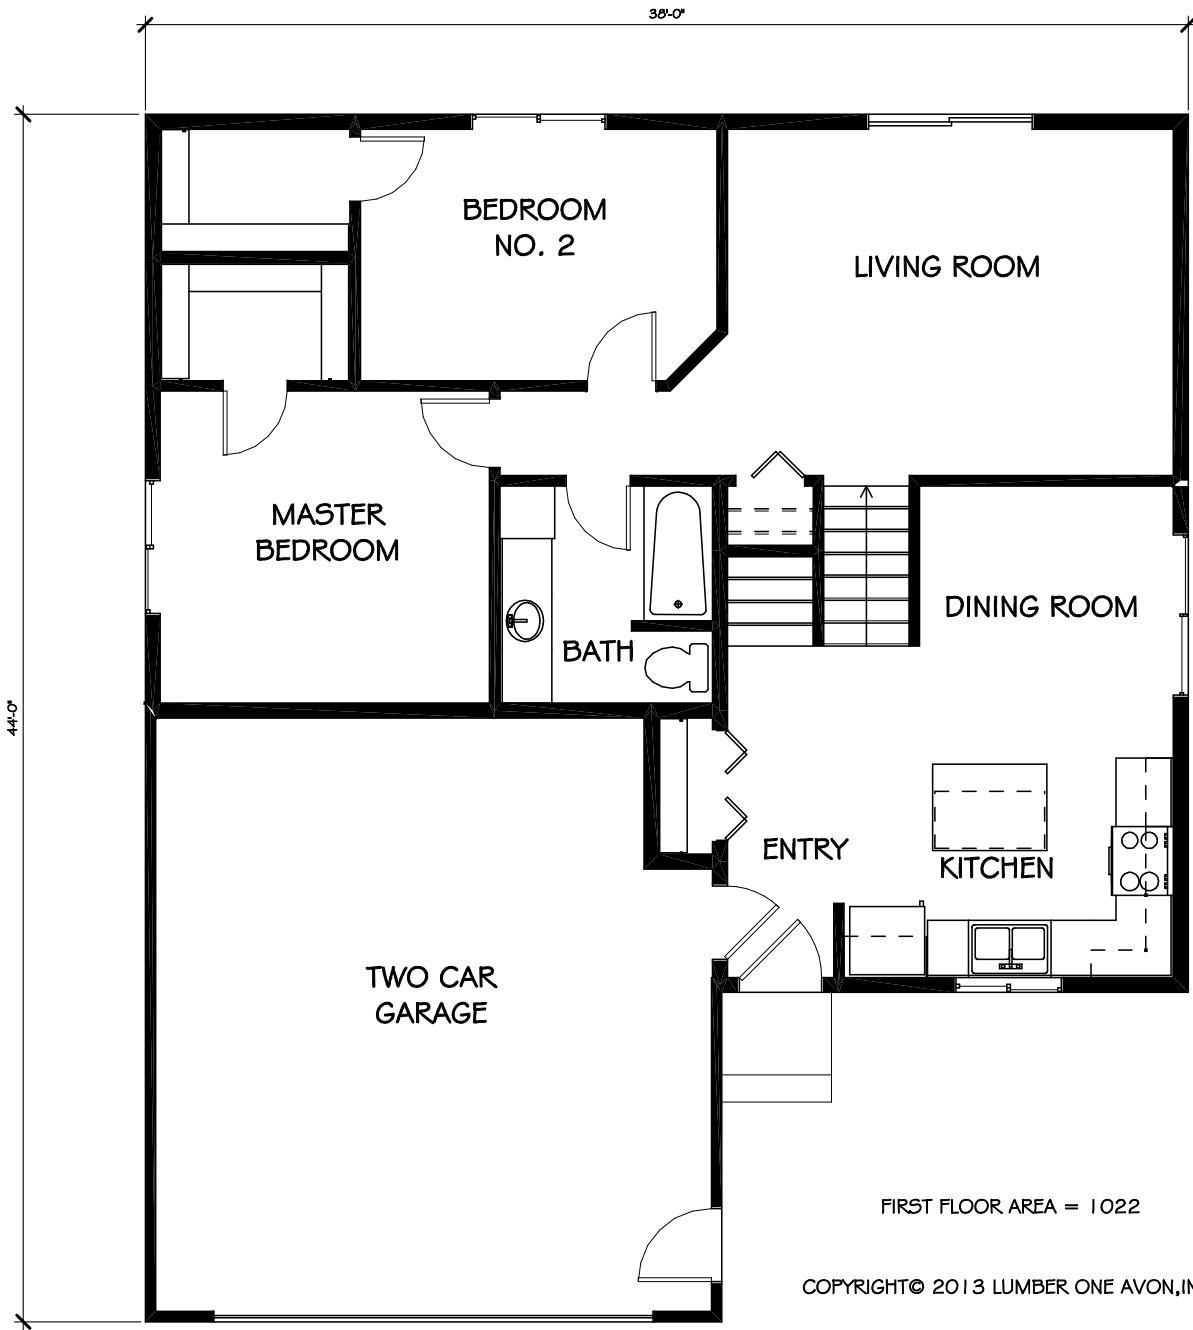 38'-0"
BEDROOM
NO. 2
LIVING ROOM
MASTER
BEDROOM
DINING ROOM
BATH
44'-0"
ENTRY
KITCHEN
TWO CAR
GARAGE
FIRST FLOOR AREA = 1022
COPYRIGHT© 2013 LUMBER ONE AVON,IN